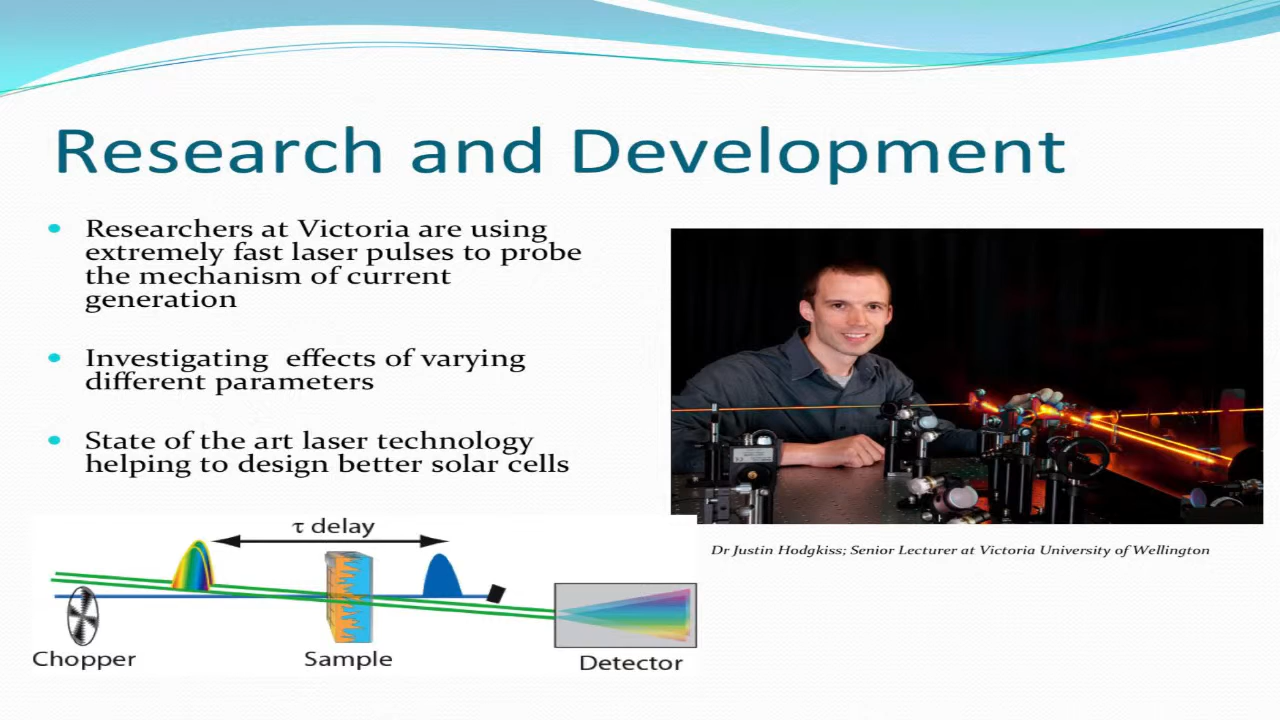 Research and Development
• Researchers at Victoria are using
extremely fast laser pulses to probe
the mechanism of current
generation
• Investigating  effects of varying
different parameters
• State of the art laser technology
helping to design better solar cells
τ delay
Chopper
Sample
Detector
Dr Justin Hodgkiss; Senior Lecturer at Victoria University of Wellington